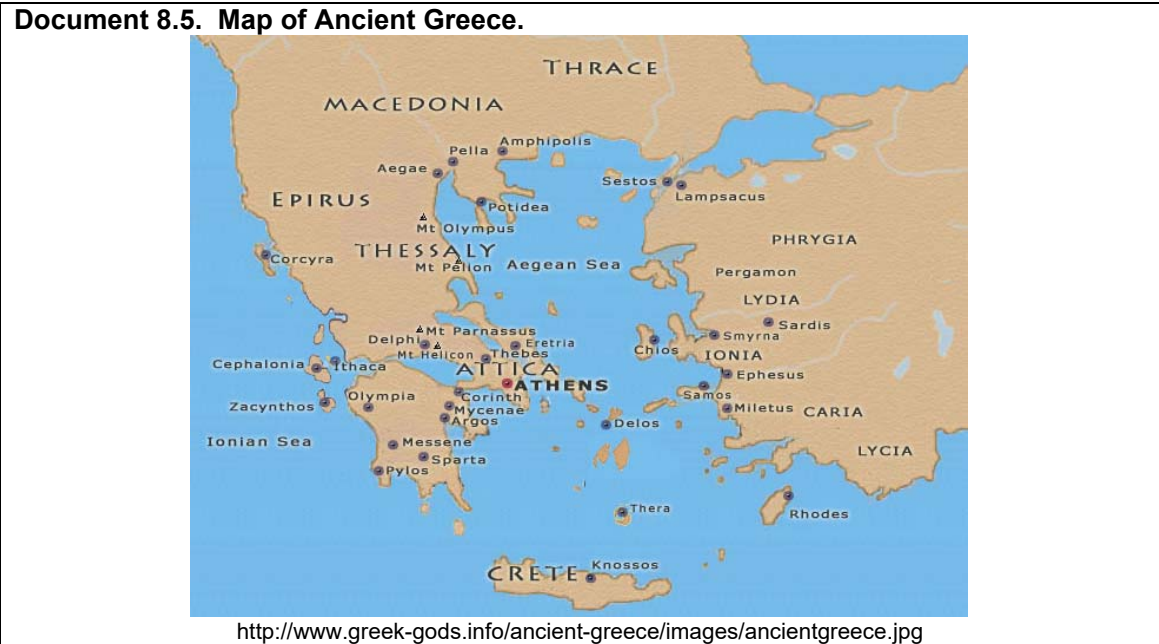 Document 8.5. Map of Ancient Greece.
THRACE
MACEDONIA
Amphipolis
Pella
Aegae
Sestos
Lampsacus
EPIRUS
Potidea
Mt Olympus
PHRYGIA
THESSALY
Corcyra
Mt Pelion
Aegean Sea
Pergamon
LYDIA
Sardis
Mt Parnassus
Smyrna
Delphi
Eretria
Chios
Mt Helicon
Thebes
IONIA
Cephalonia
Ithaca
ATTICA
Ephesus
ATHENS
Samos
Olympia
Corinth
Zacynthos
Mycenae
Miletus
CARIA
Argos
Delos
Ionian Sea
Messene
LYCIA
Sparta
Pylos
Thera
Rhodes
Knossos
CRETE
http://www.greek-gods.info/ancient-greece/images/ancientgreece.jpg